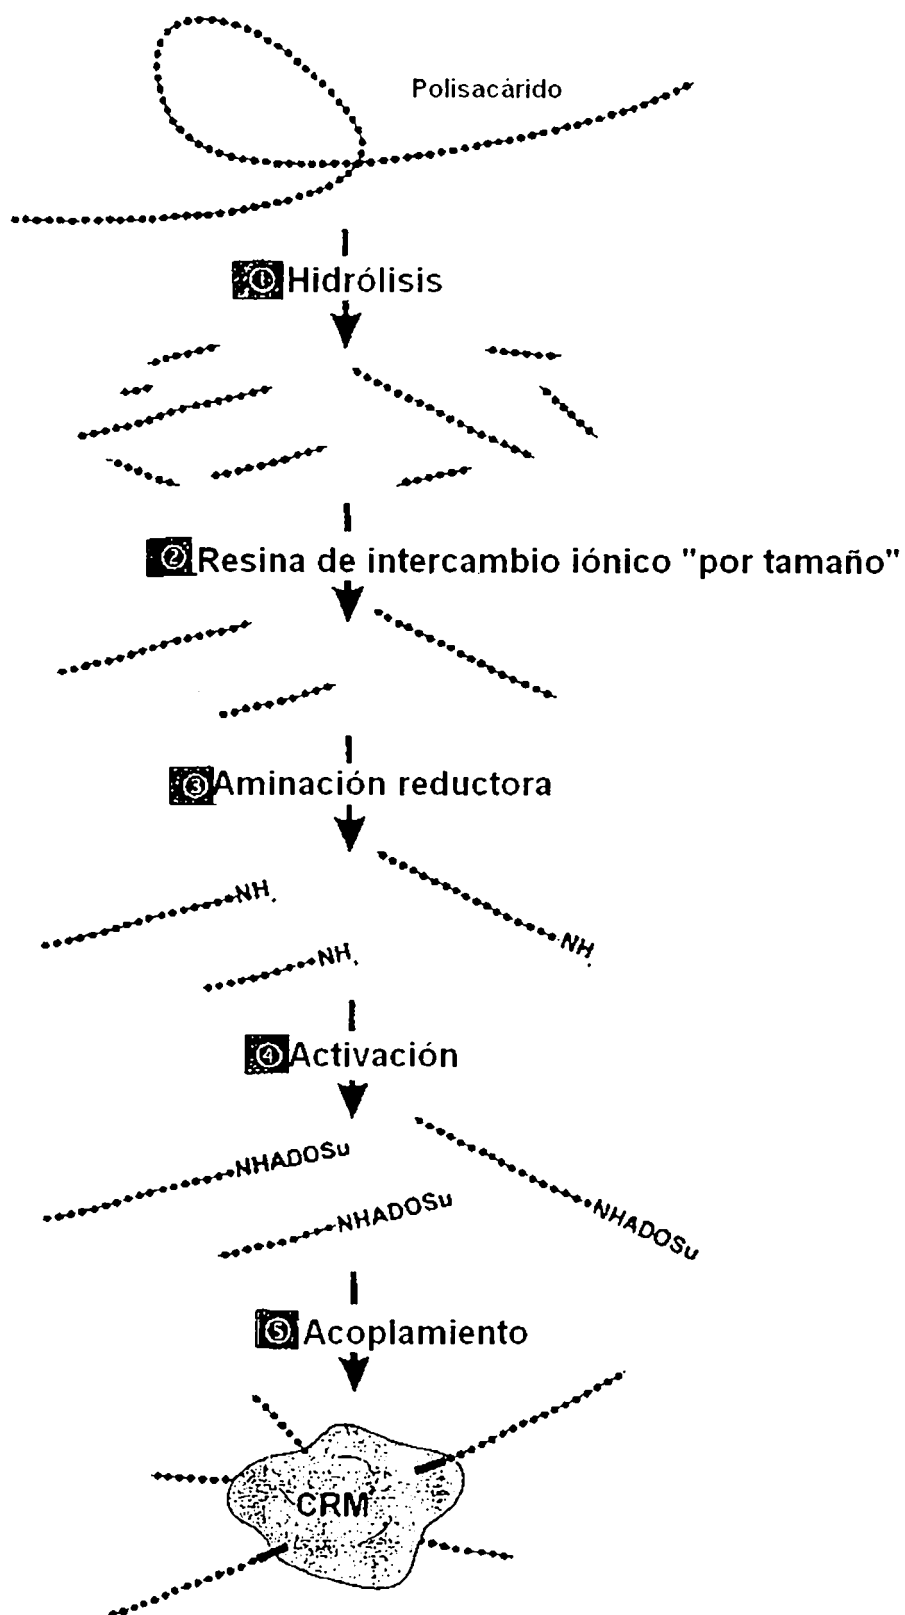 Polisacárido
① Hidrólisis
② Resina de intercambio iónico "por tamaño"
③ Aminación reductora
NH
NH
NH
④ Activación
NHADOSu
NHADOSu
NHADOSu
⑤ Acoplamiento
CRM